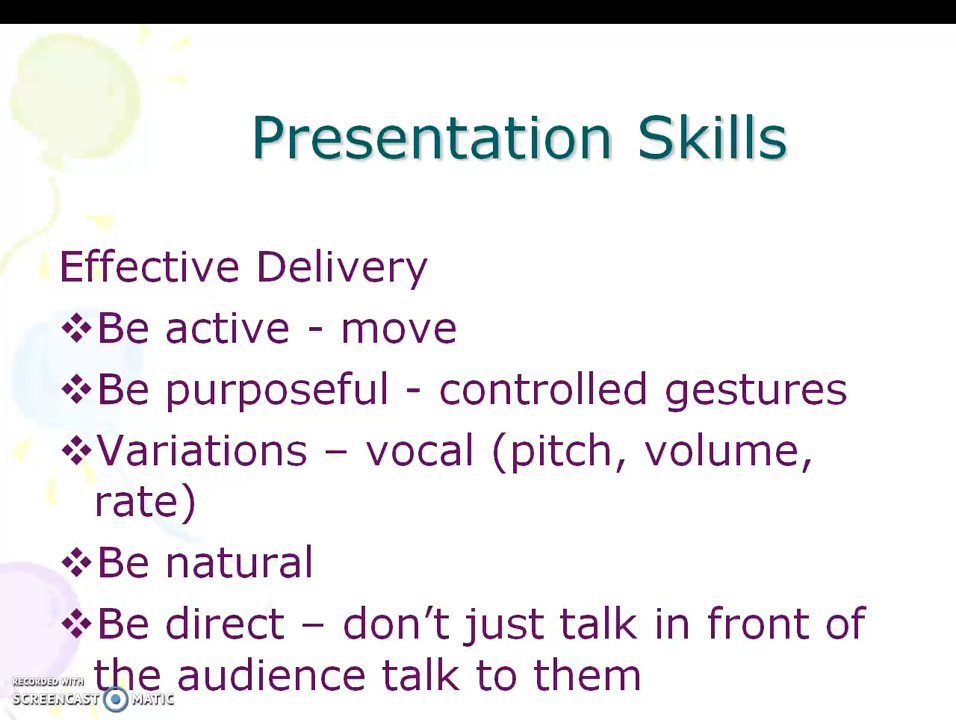 Presentation Skills
Effective Delivery
❖Be active - move
❖Be purposeful - controlled gestures
❖Variations – vocal (pitch, volume,
rate)
❖Be natural
❖Be direct – don’t just talk in front of
the audience talk to them
RECORDED WITH
SCREENCAST MATIC